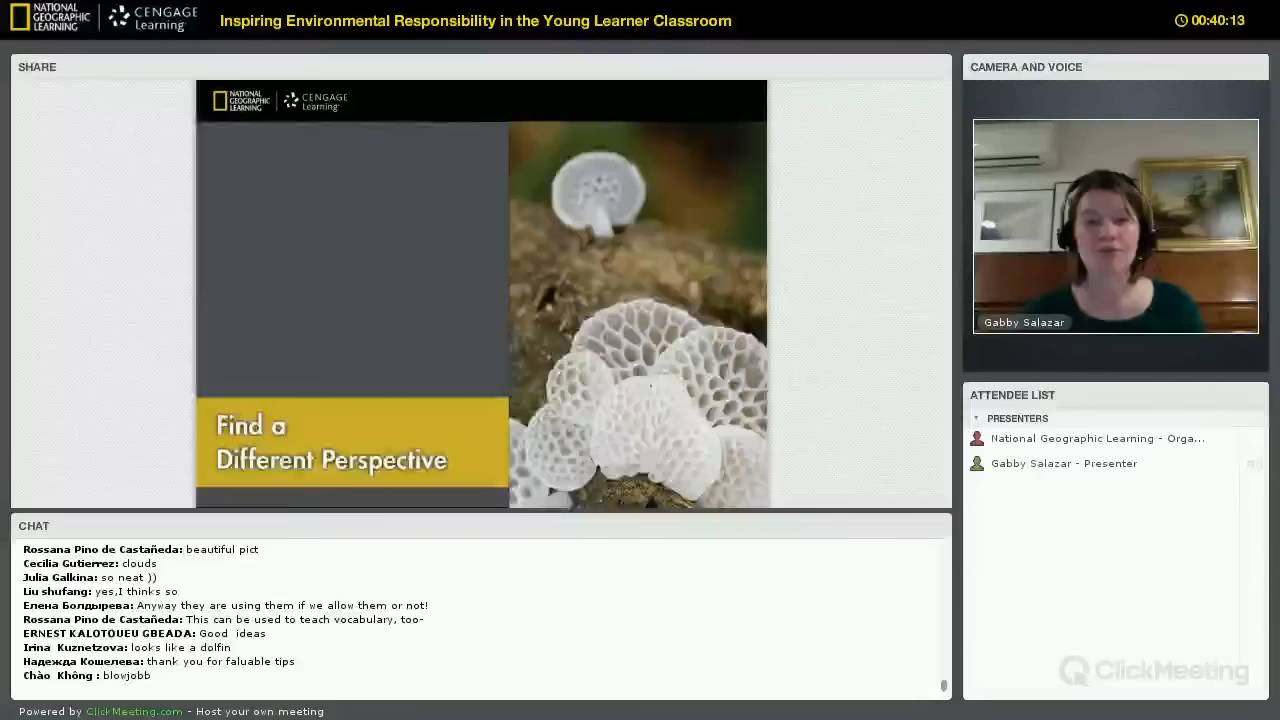 NATIONAL GEOGRAPHIC LEARNING
CENGAGE Learning
Inspiring Environmental Responsibility in the Young Learner Classroom
00:40:13
SHARE
NATIONAL GEOGRAPHIC LEARNING
CENGAGE Learning
Find a
Different Perspective
CAMERA AND VOICE
Gabby Salazar
ATTENDEE LIST
PRESENTERS
National Geographic Learning - Orga...
Gabby Salazar - Presenter
CHAT
Rossana Pino de Castañeda: beautiful pict
Cecilia Gutierrez: clouds
Julia Galkina: so neat ))
Liu shufang: yes,I thinks so
Елена Болдырева: Anyway they are using them if we allow them or not!
Rossana Pino de Castañeda: This can be used to teach vocabulary, too-
ERNEST KALOTOUEU GBEADA: Good ideas
Irina Kuznetzova: looks like a dolfin
Надежда Кошелева: thank you for faluable tips
Chào Không : blowjobb
ClickMeeting
Powered by ClickMeeting.com - Host your own meeting